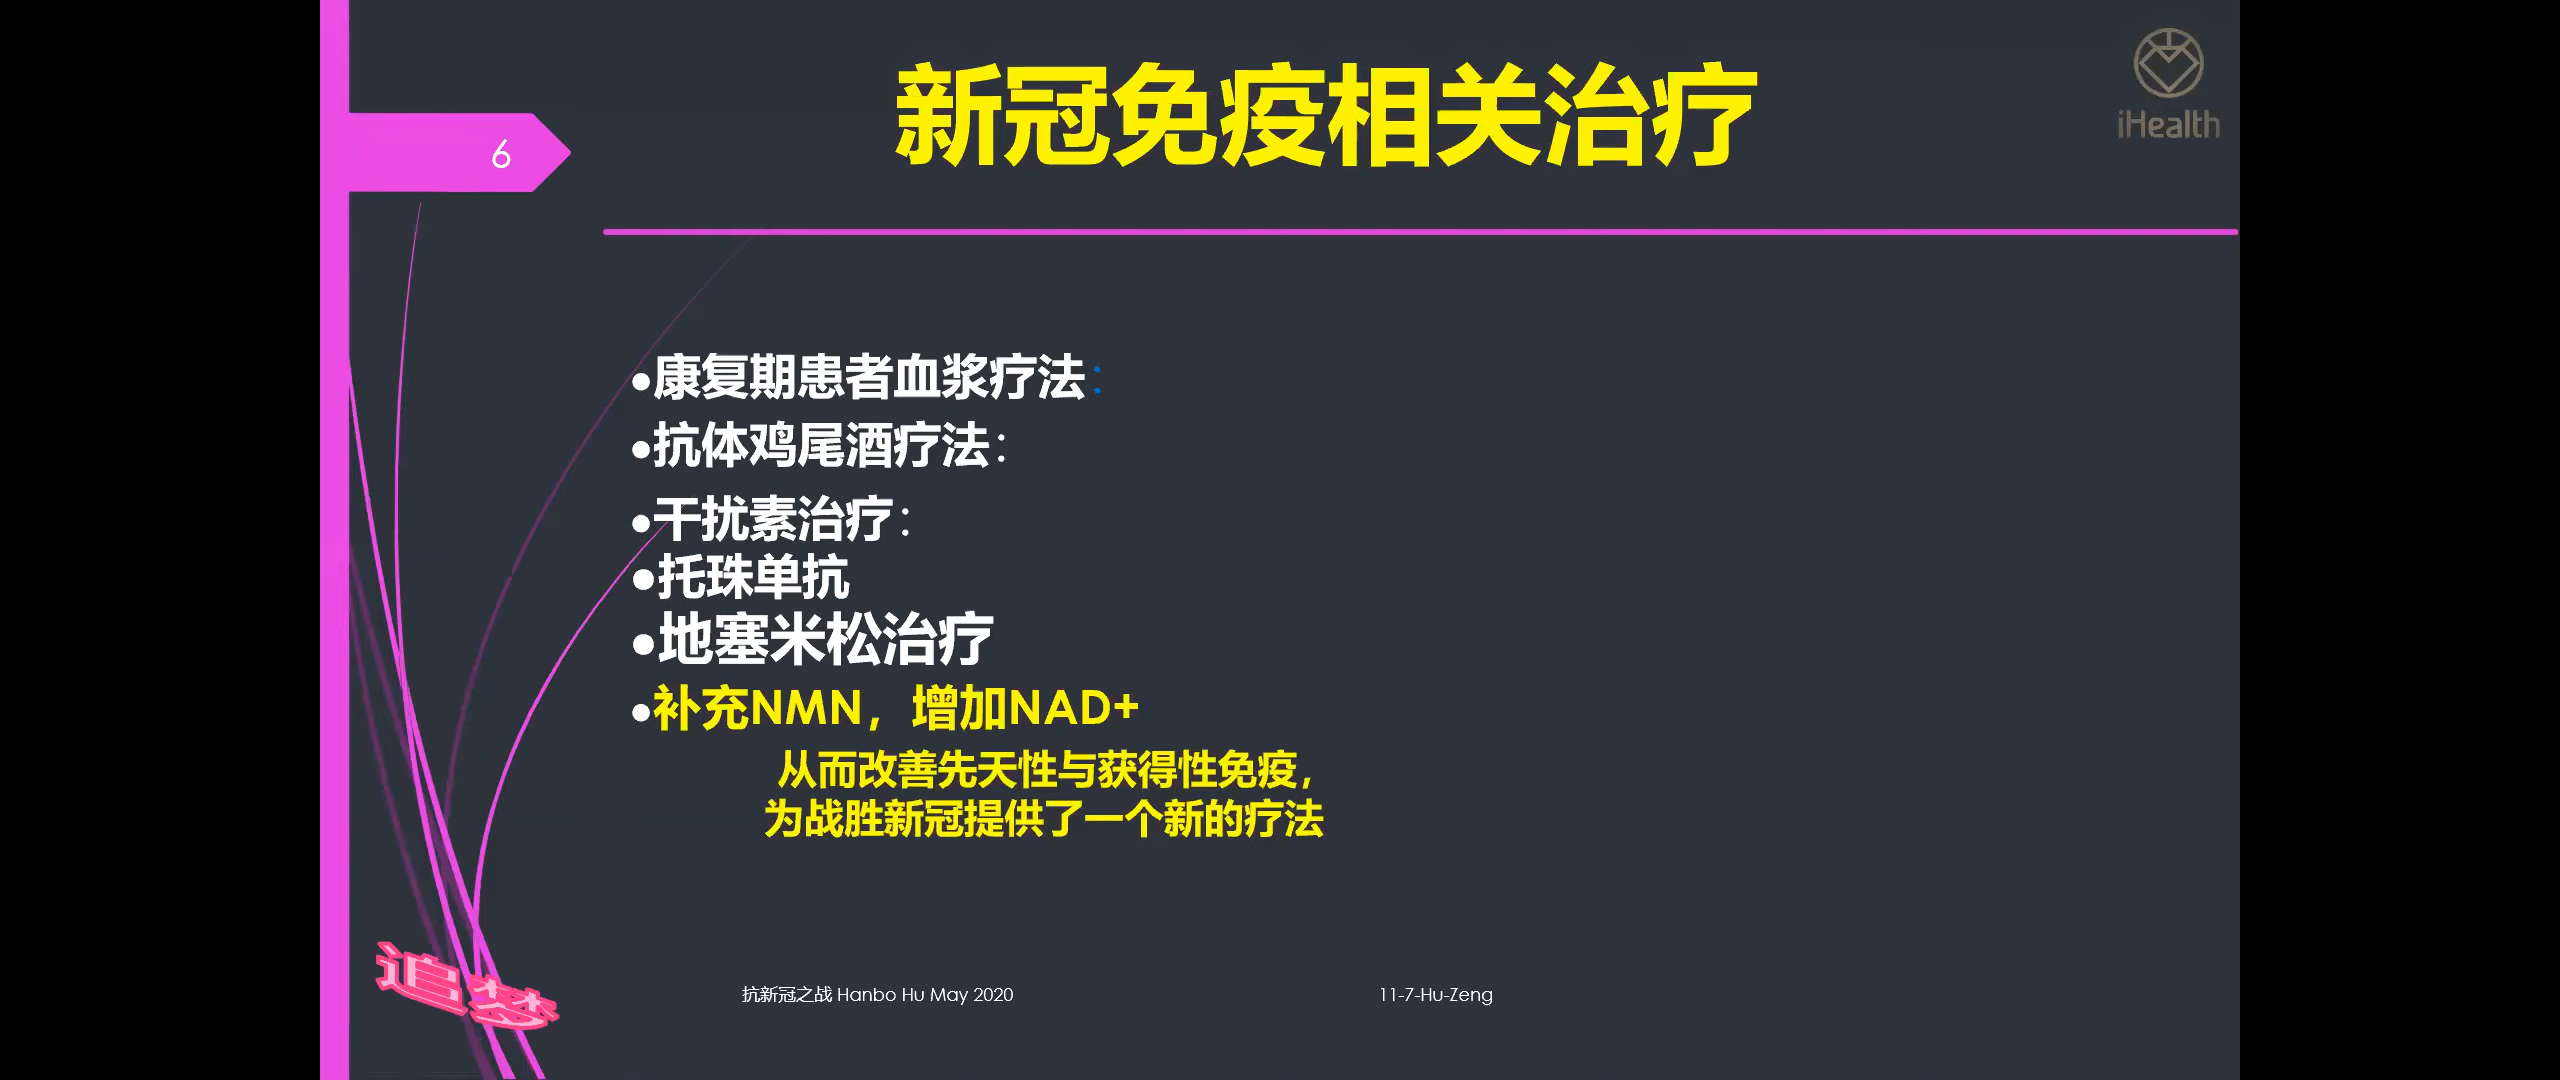 新冠免疫相关治疗
iHealth
6
●康复期患者血浆疗法：
●抗体鸡尾酒疗法：
●干扰素治疗：
●托珠单抗
●地塞米松治疗
●补充NMN，增加NAD+
从而改善先天性与获得性免疫，
为战胜新冠提供了一个新的疗法
追梦
抗新冠之战 Hanbo Hu May 2020
11-7-Hu-Zeng